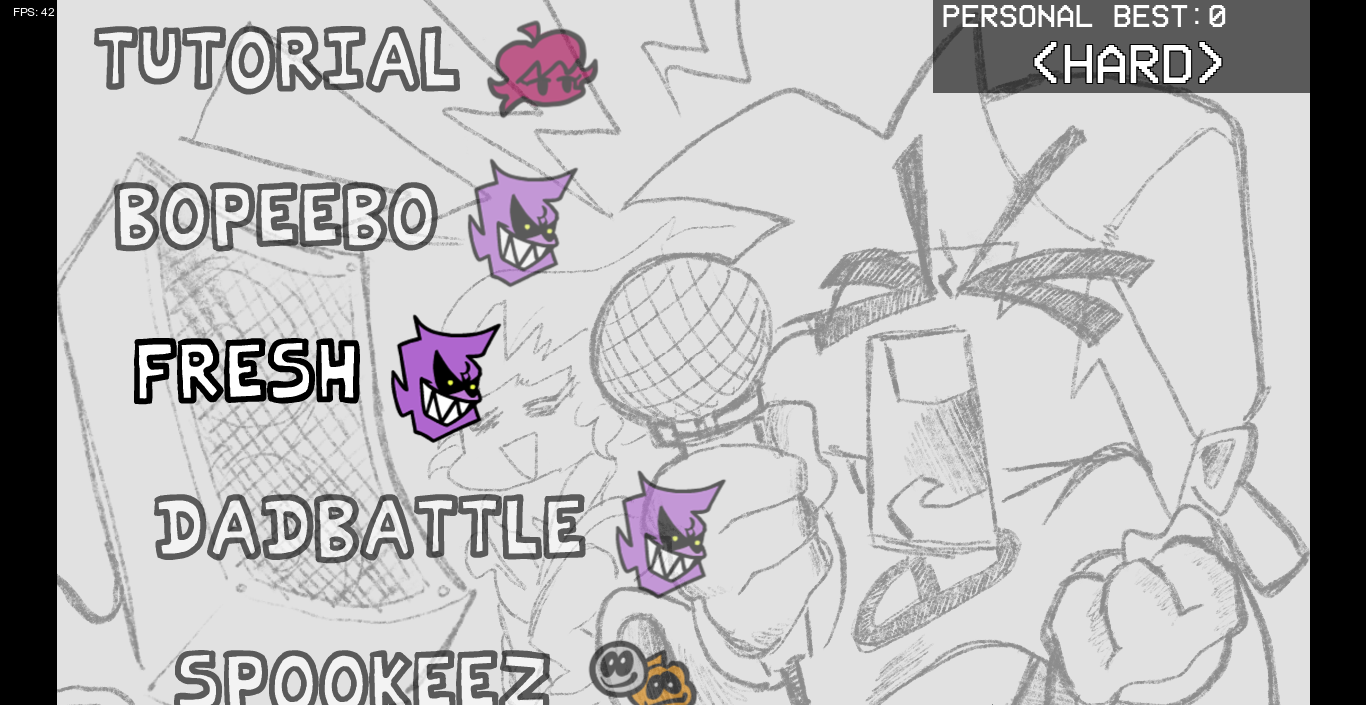 FPS: 42
PERSONAL BEST:0
<HARD>
TUTORIAL
BOPEEBO
FRESH
DADBATTLE
SPOOKEEZ